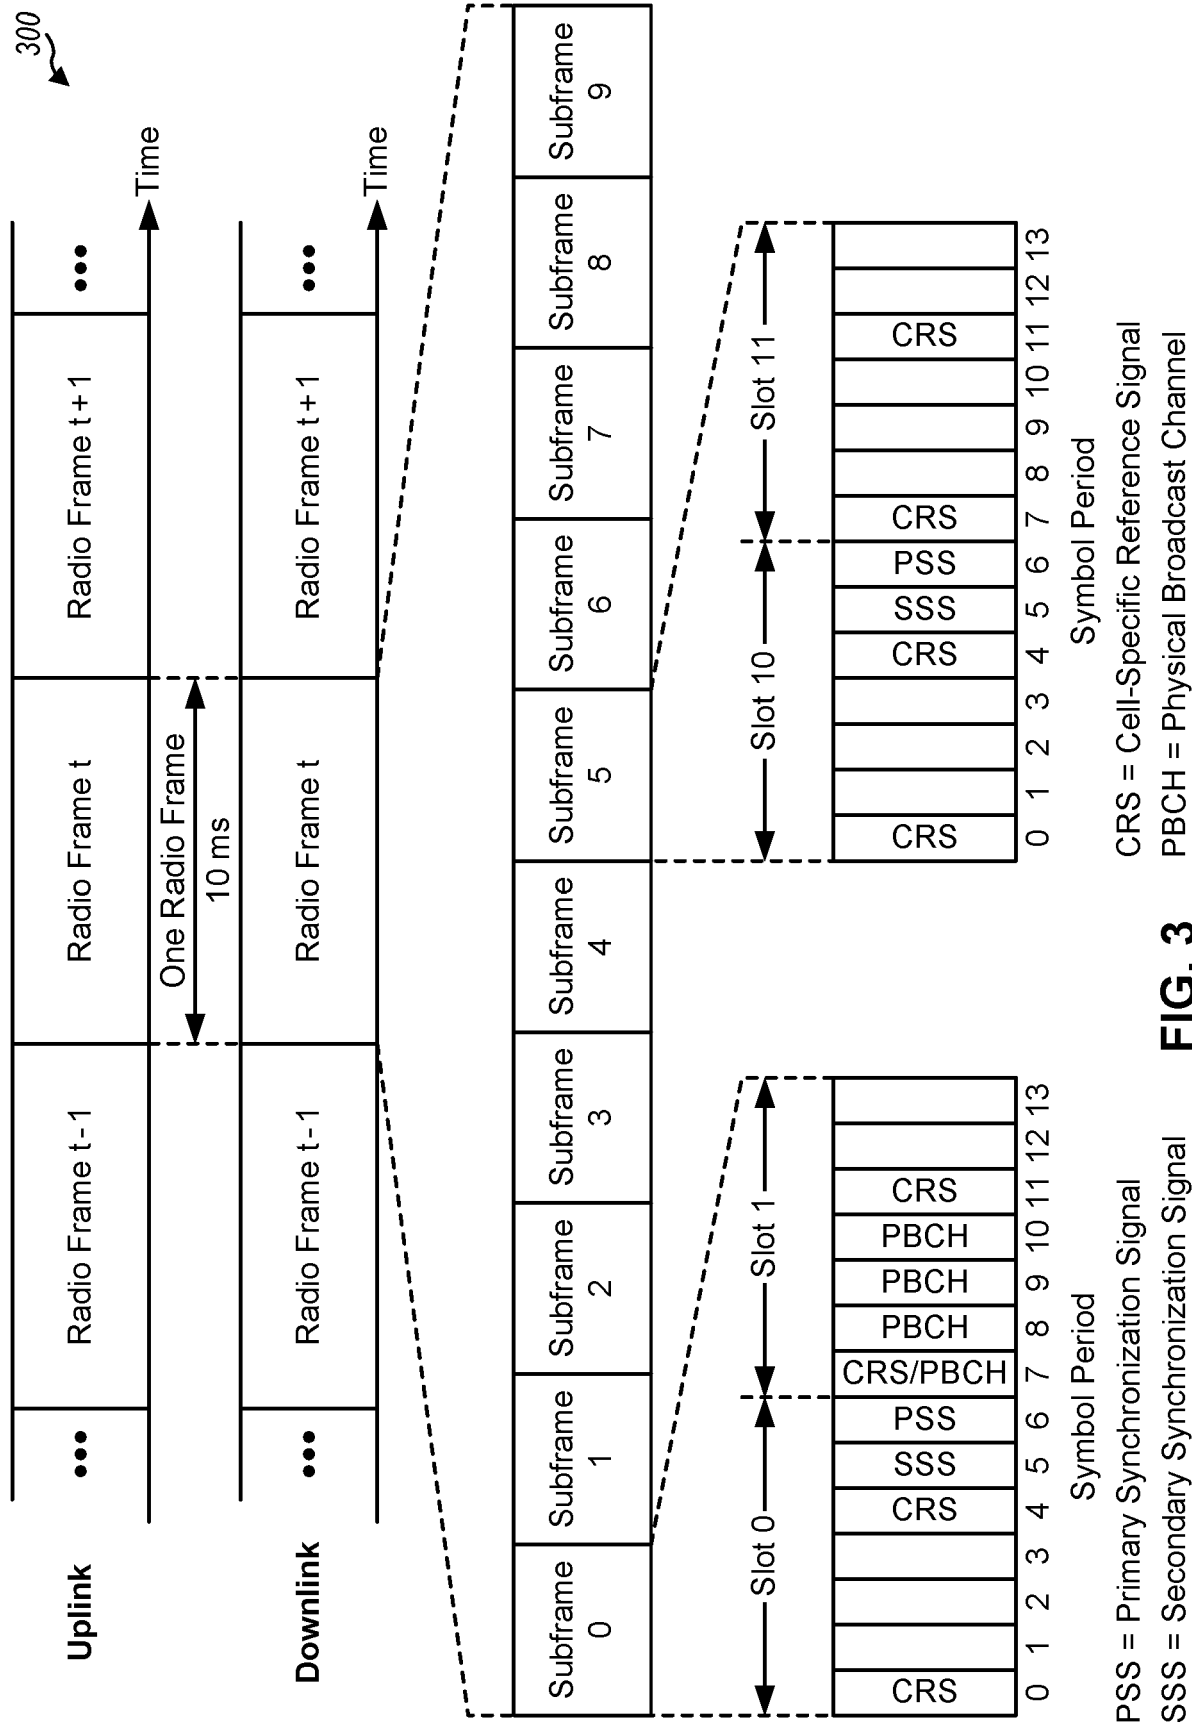 300
Uplink
••• Radio Frame t-1 Radio Frame t Radio Frame t+1 •••
Time
One Radio Frame
10 ms
Downlink
••• Radio Frame t-1 Radio Frame t Radio Frame t+1 •••
Time
Subframe 0
Subframe 1
Subframe 2
Subframe 3
Subframe 4
Subframe 5
Subframe 6
Subframe 7
Subframe 8
Subframe 9
Slot 0 Slot 1
CRS CRS SSS PSS CRS/PBCH PBCH PBCH PBCH CRS
0 1 2 3 4 5 6 7 8 9 10 11 12 13
Symbol Period
Slot 10 Slot 11
CRS CRS SSS PSS CRS CRS
0 1 2 3 4 5 6 7 8 9 10 11 12 13
Symbol Period
PSS = Primary Synchronization Signal
SSS = Secondary Synchronization Signal
CRS = Cell-Specific Reference Signal
PBCH = Physical Broadcast Channel
FIG. 3